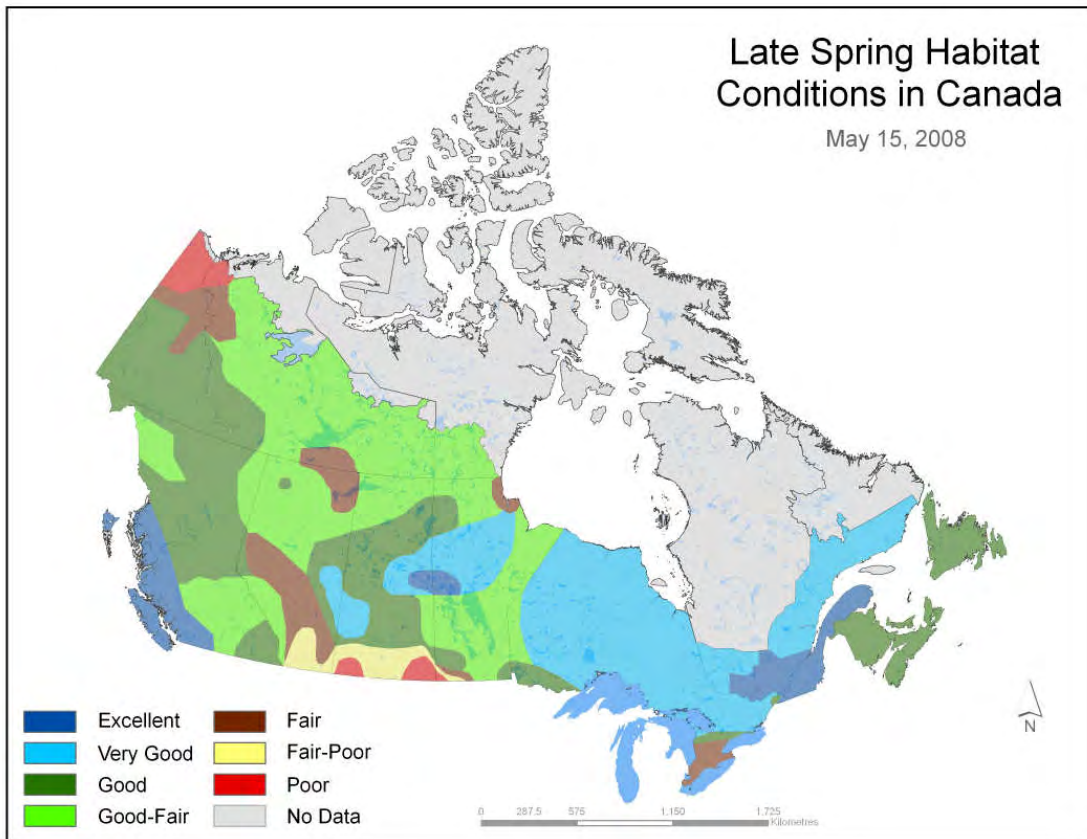 Late Spring Habitat
Conditions in Canada
May 15, 2008
Excellent
Very Good
Good
Good-Fair
Fair
Fair-Poor
Poor
No Data
0 287.5 575 1,150 1,725
Kilometres
N